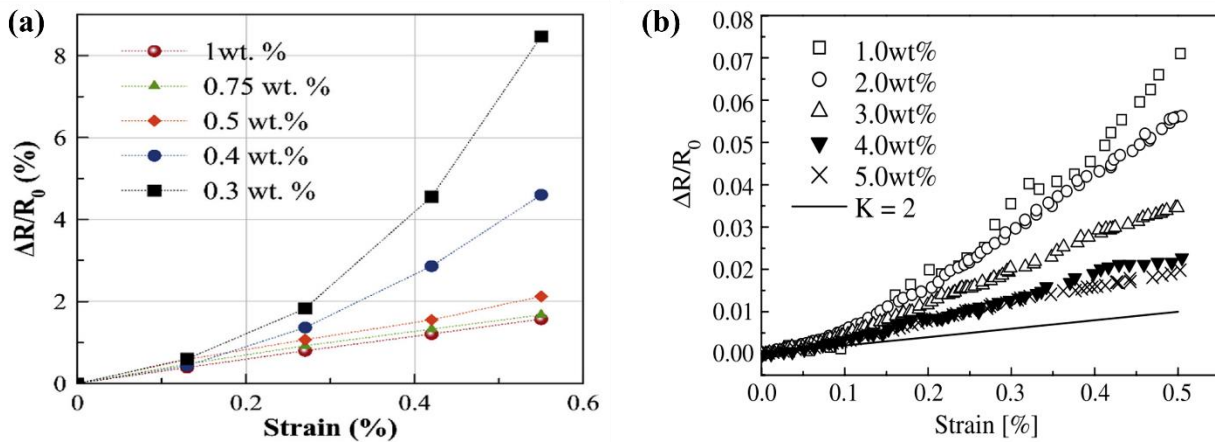 (a)
ΔR/R0 (%)
8
6
4
2
0
1wt. %
0.75 wt. %
0.5 wt.%
0.4 wt.%
0.3 wt. %
0
0.2
0.4
0.6
Strain (%)
(b)
ΔR/R0
0.08
0.07
0.06
0.05
0.04
0.03
0.02
0.01
0.00
1.0wt%
2.0wt%
3.0wt%
4.0wt%
5.0wt%
K = 2
0.0
0.1
0.2
0.3
0.4
0.5
Strain [%]